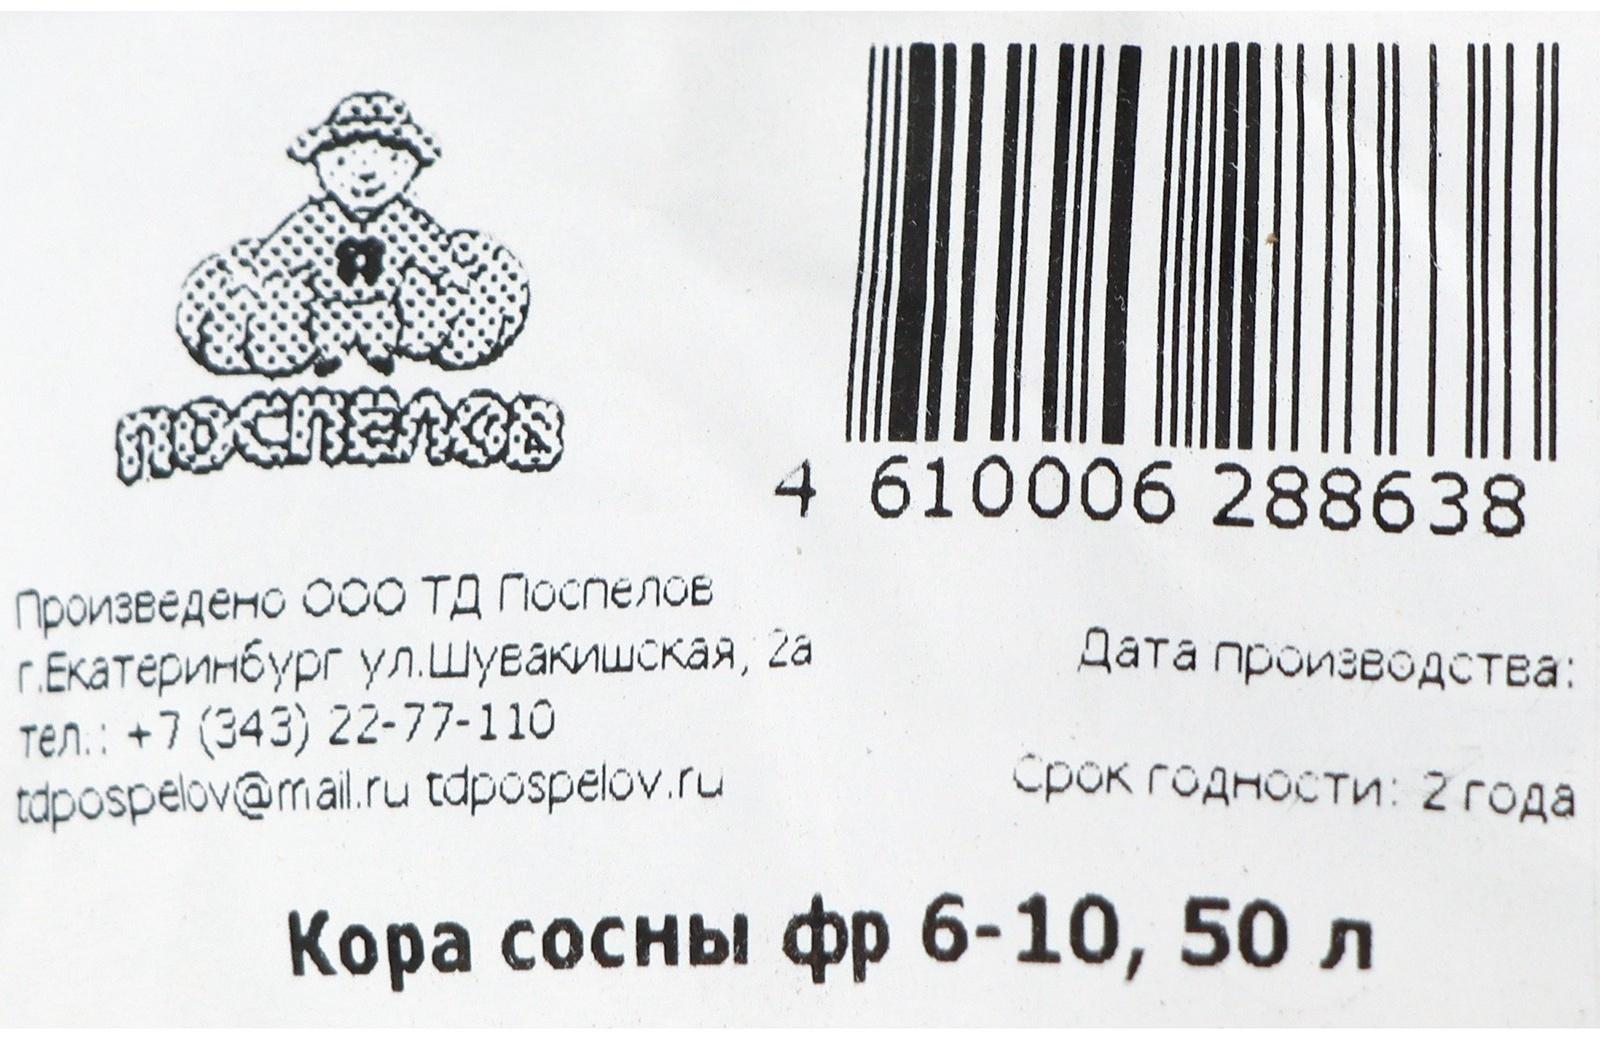 ПОСПЕЛОВ
4 610006 288638
Произведено ООО ТД Поспелов
г.Екатеринбург ул.Шувакишская, 2а
тел.: +7 (343) 22-77-110
tdpospelov@mail.ru tdpospelov.ru
Дата производства:
Срок годности: 2 года
Кора сосны фр 6-10, 50 л